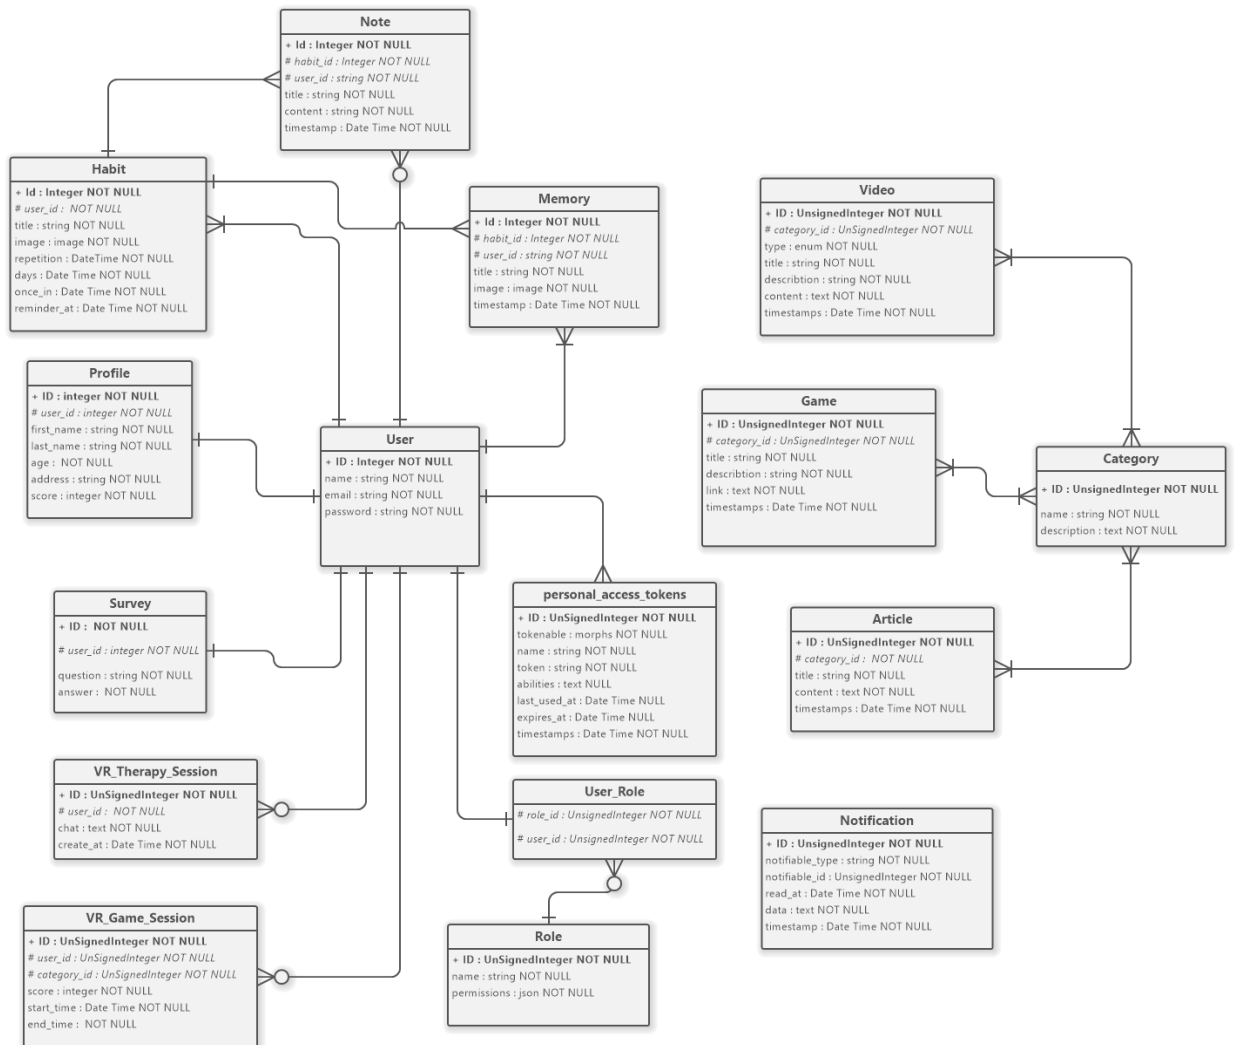 Note
+ Id : Integer NOT NULL
# habit_id : Integer NOT NULL
# user_id : string NOT NULL
title : string NOT NULL
content : string NOT NULL
timestamp : Date Time NOT NULL
Habit
+ Id : Integer NOT NULL
# user_id : NOT NULL
title : string NOT NULL
image : image NOT NULL
repetition : DateTime NOT NULL
days : Date Time NOT NULL
once_in : Date Time NOT NULL
reminder_at : Date Time NOT NULL
Memory
+ Id : Integer NOT NULL
# habit_id : Integer NOT NULL
# user_id : string NOT NULL
title : string NOT NULL
image : image NOT NULL
timestamp : Date Time NOT NULL
Video
+ ID : UnsignedInteger NOT NULL
# category_id : UnSignedInteger NOT NULL
type : enum NOT NULL
title : string NOT NULL
describtion : string NOT NULL
content : text NOT NULL
timestamps : Date Time NOT NULL
Profile
+ ID : integer NOT NULL
# user_id : integer NOT NULL
first_name : string NOT NULL
last_name : string NOT NULL
age : NOT NULL
address : string NOT NULL
score : integer NOT NULL
User
+ ID : Integer NOT NULL
name : string NOT NULL
email : string NOT NULL
password : string NOT NULL
Game
+ ID : UnsignedInteger NOT NULL
# category_id : UnSignedInteger NOT NULL
title : string NOT NULL
describtion : string NOT NULL
link : text NOT NULL
timestamps : Date Time NOT NULL
Category
+ ID : UnsignedInteger NOT NULL
name : string NOT NULL
description : text NOT NULL
Survey
+ ID : NOT NULL
# user_id : integer NOT NULL
question : string NOT NULL
answer : NOT NULL
personal_access_tokens
+ ID : UnSignedInteger NOT NULL
tokenable : morphs NOT NULL
name : string NOT NULL
token : string NOT NULL
abilities : text NULL
last_used_at : Date Time NULL
expires_at : Date Time NULL
timestamps : Date Time NOT NULL
Article
+ ID : UnSignedInteger NOT NULL
# category_id : NOT NULL
title : string NOT NULL
content : text NOT NULL
timestamps : Date Time NOT NULL
VR_Therapy_Session
+ ID : UnSignedInteger NOT NULL
# user_id : NOT NULL
chat : text NOT NULL
create_at : Date Time NOT NULL
User_Role
# role_id : UnsignedInteger NOT NULL
# user_id : UnsignedInteger NOT NULL
Notification
+ ID : UnsignedInteger NOT NULL
notifiable_type : string NOT NULL
notifiable_id : UnsignedInteger NOT NULL
read_at : Date Time NOT NULL
data : text NOT NULL
timestamp : Date Time NOT NULL
VR_Game_Session
+ ID : UnSignedInteger NOT NULL
# user_id : UnSignedInteger NOT NULL
# category_id : UnSignedInteger NOT NULL
score : integer NOT NULL
start_time : Date Time NOT NULL
end_time : NOT NULL
Role
+ ID : UnSignedInteger NOT NULL
name : string NOT NULL
permissions : json NOT NULL